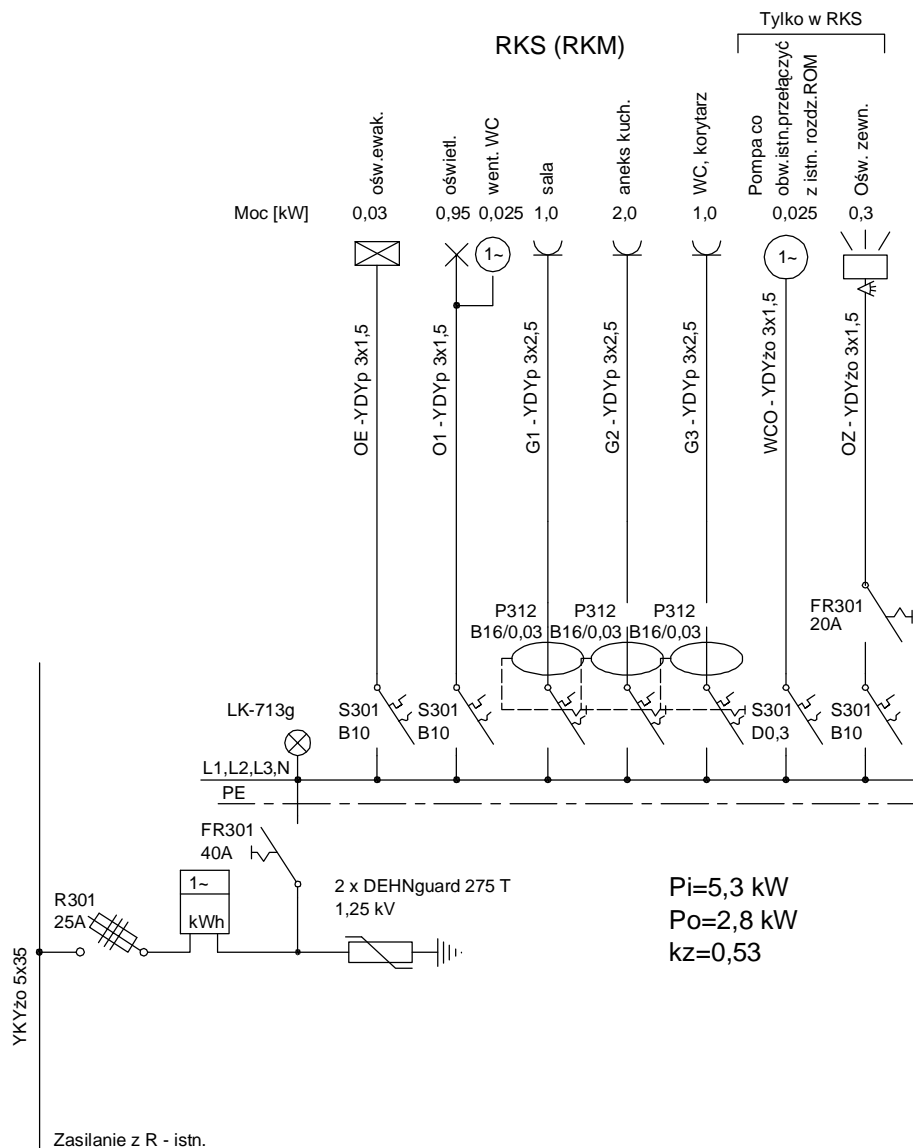 Tylko w RKS
RKS (RKM)
ośw.ewak.
oświetl.
went. WC
sala
aneks kuch.
WC, korytarz
Pompa co
obw.istn.przełączyć
z istn. rozdz.ROM
Ośw. zewn.
Moc [kW] 0,03 0,95 0,025 1,0 2,0 1,0 0,025 0,3
1~ 1~
OE -YDYp 3x1,5
O1 - YDYp 3x1,5
G1 - YDYp 3x2,5
G2 - YDYp 3x2,5
G3 - YDYp 3x2,5
WCO - YDYżo 3x1,5
OZ - YDYżo 3x1,5
FR301
20A
P312 P312 P312
B16/0,03 B16/0,03 B16/0,03
LK-713g
S301 S301 S301 S301
B10 B10 D0,3 B10
L1,L2,L3,N
PE
FR301
40A
1~
kWh
R301
25A
2 x DEHNguard 275 T
1,25 kV
Pi=5,3 kW
Po=2,8 kW
kz=0,53
YKYżo 5x35
Zasilanie z R - istn.